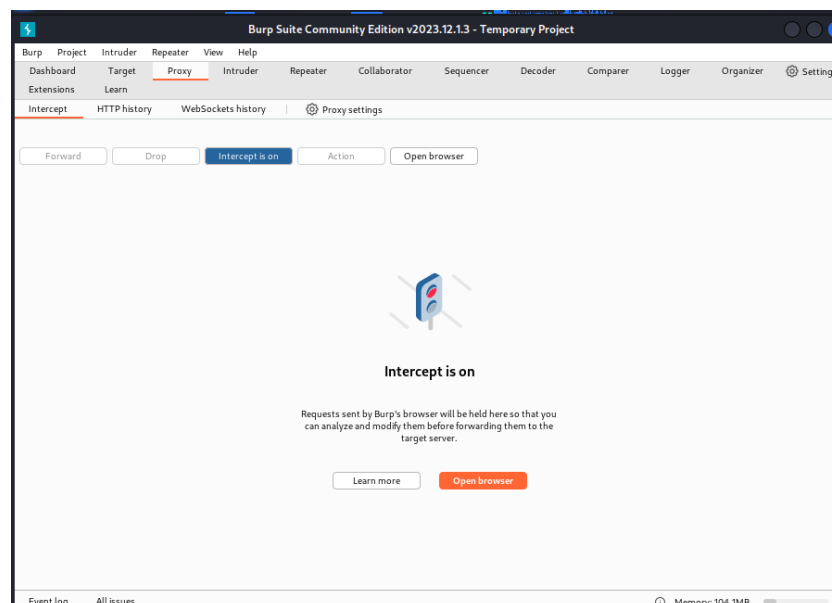 Burp Suite Community Edition v2023.12.1.3 - Temporary Project
Burp Project Intruder Repeater View Help
Dashboard Target Proxy Intruder Repeater Collaborator Sequencer Decoder Comparer Logger Organizer Setting
Extensions Learn
Intercept HTTP history WebSockets history Proxy settings
Forward Drop Intercept is on Action Open browser
Intercept is on
Requests sent by Burp's browser will be held here so that you
can analyze and modify them before forwarding them to the
target server.
Learn more Open browser
Event log All issues Memory: 104.1MB